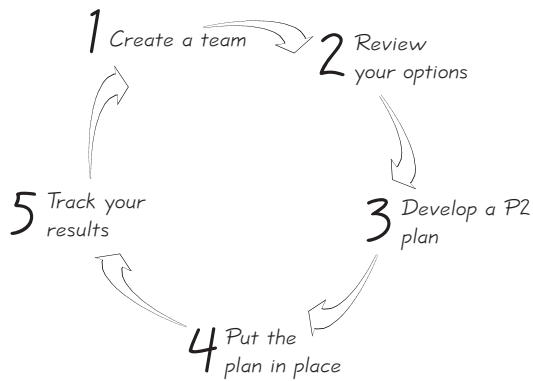 1 Create a team
2 Review
your options
3 Develop a P2
plan
4 Put the
plan in place
5 Track your
results